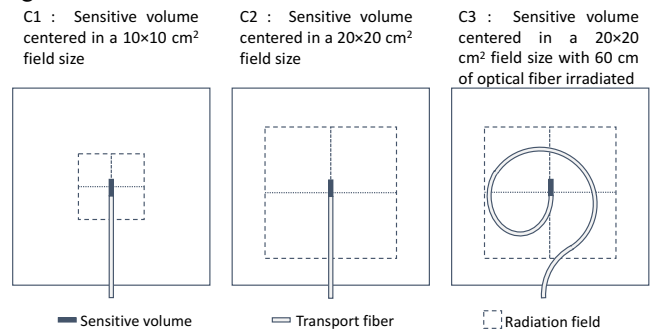 C1 : Sensitive volume
centered in a 10×10 cm²
field size
C2 : Sensitive volume
centered in a 20×20 cm²
field size
C3 : Sensitive volume
centered in a 20×20
cm² field size with 60 cm
of optical fiber irradiated
Sensitive volume
Transport fiber
Radiation field